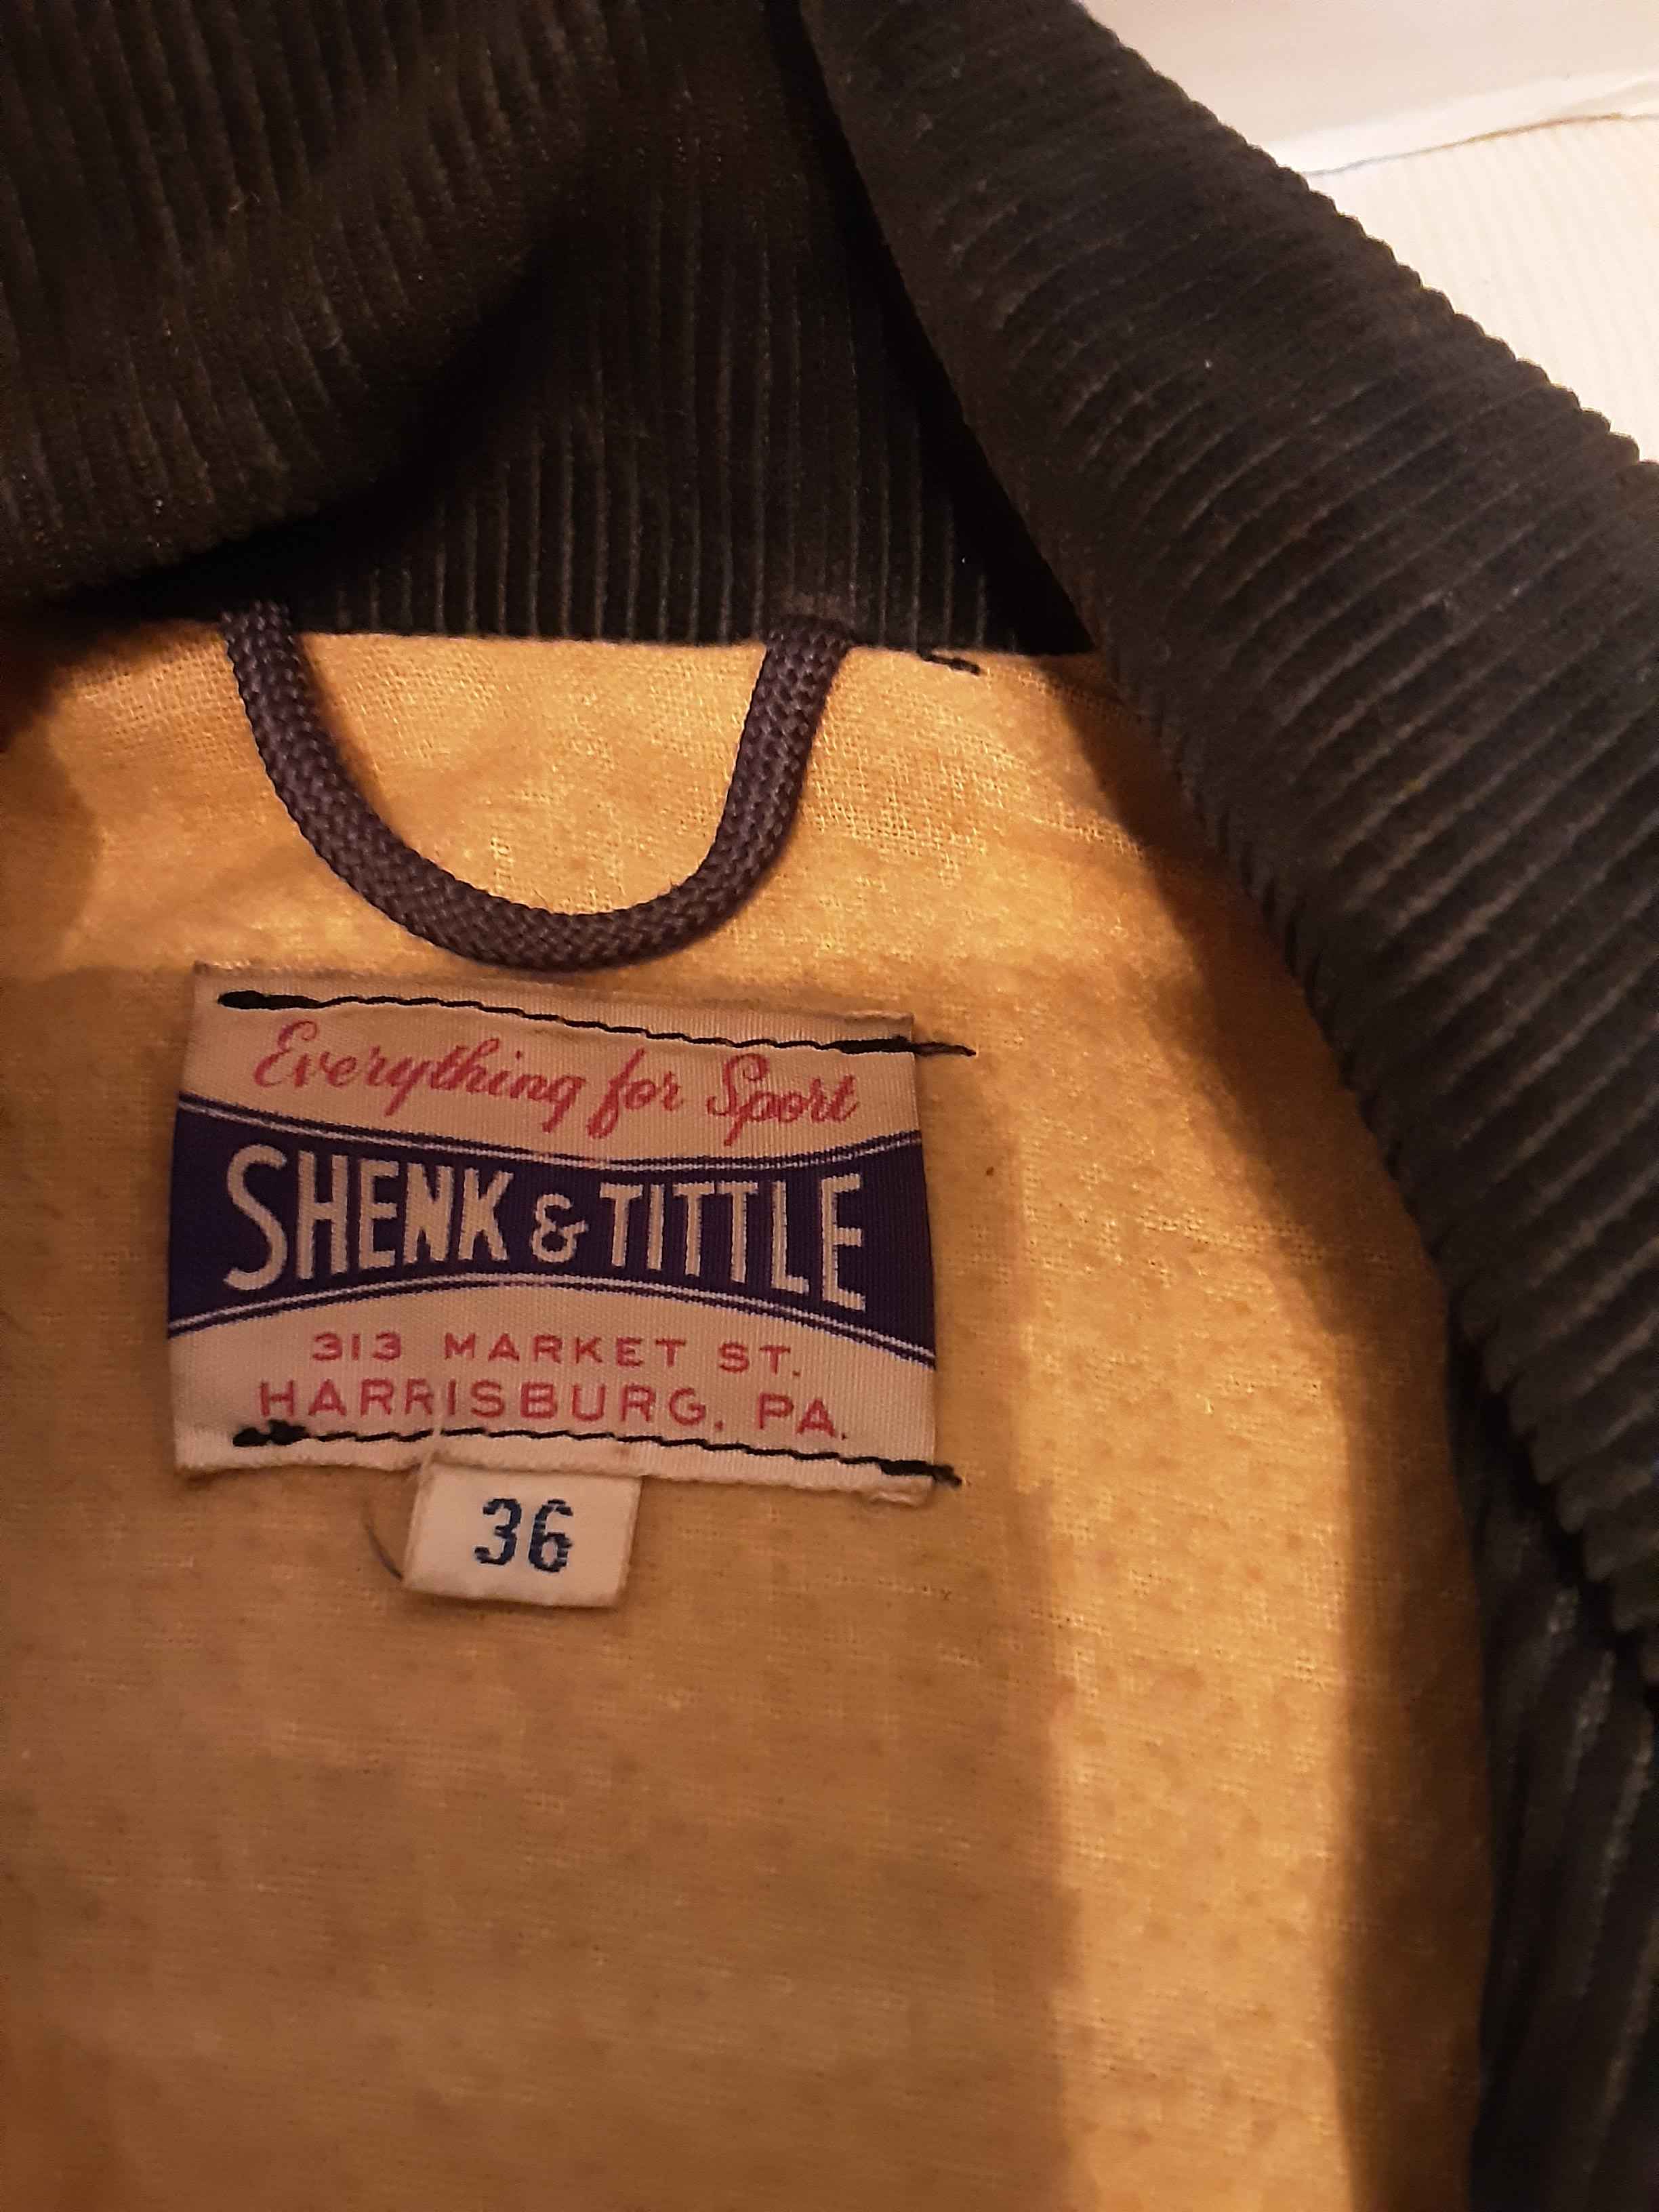 Everything for Sport
SHENK & TITTLE
313 MARKET ST.
HARRISBURG, PA.
36